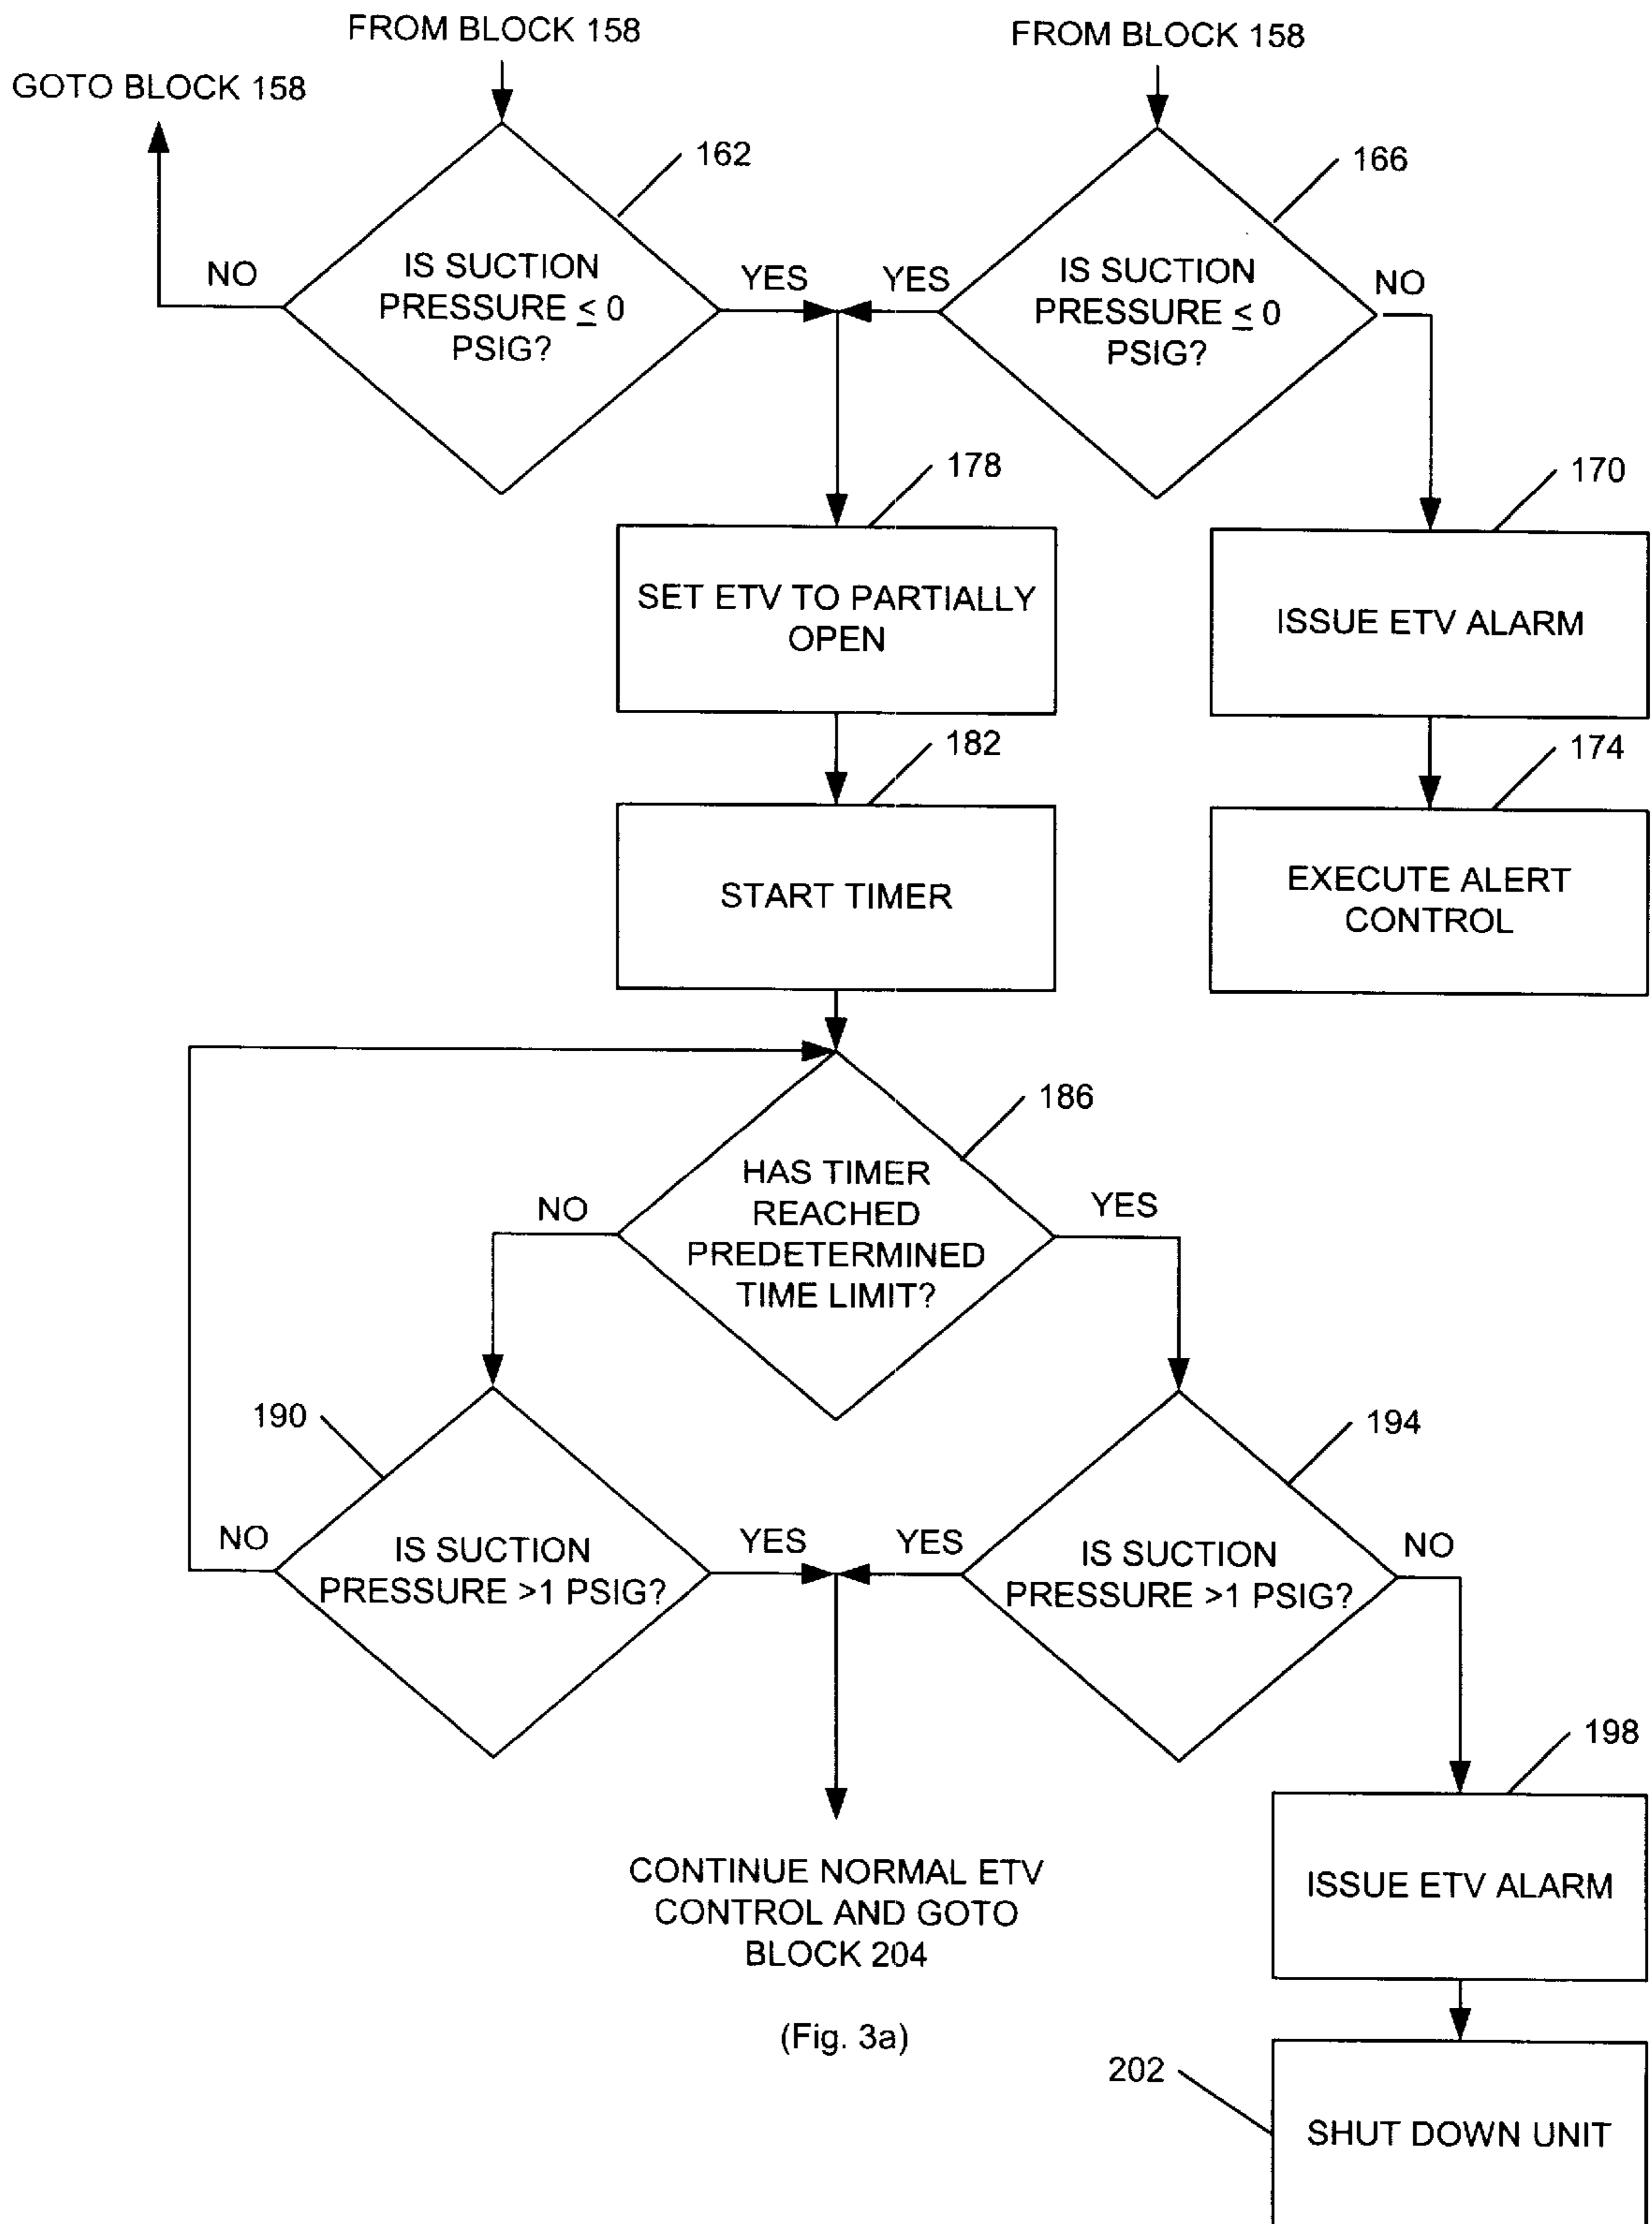 FROM BLOCK 158
FROM BLOCK 158
GOTO BLOCK 158
162
166
NO
IS SUCTION
PRESSURE ≤ 0
PSIG?
YES
YES
IS SUCTION
PRESSURE ≤ 0
PSIG?
NO
178
170
SET ETV TO PARTIALLY
OPEN
ISSUE ETV ALARM
182
174
START TIMER
EXECUTE ALERT
CONTROL
186
HAS TIMER
REACHED
PREDETERMINED
TIME LIMIT?
NO
YES
190
194
NO
IS SUCTION
PRESSURE >1 PSIG?
YES
YES
IS SUCTION
PRESSURE >1 PSIG?
NO
198
CONTINUE NORMAL ETV
CONTROL AND GOTO
BLOCK 204
ISSUE ETV ALARM
(Fig. 3a)
202
SHUT DOWN UNIT